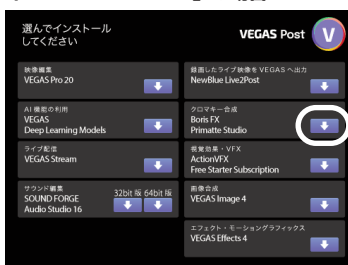 選んでインストール
してください
VEGAS Post
V
映像編集
VEGAS Pro 20
録画したライブ映像を VEGAS へ出力
NewBlue Live2Post
AI 機能の利用
VEGAS
Deep Learning Models
クロマキー合成
Boris FX
Primatte Studio
ライブ配信
VEGAS Stream
視覚効果・VFX
ActionVFX
Free Starter Subscription
サウンド編集
SOUND FORGE
Audio Studio 16
32bit 版 64bit 版
画像合成
VEGAS Image 4
エフェクト・モーショングラフィックス
VEGAS Effects 4